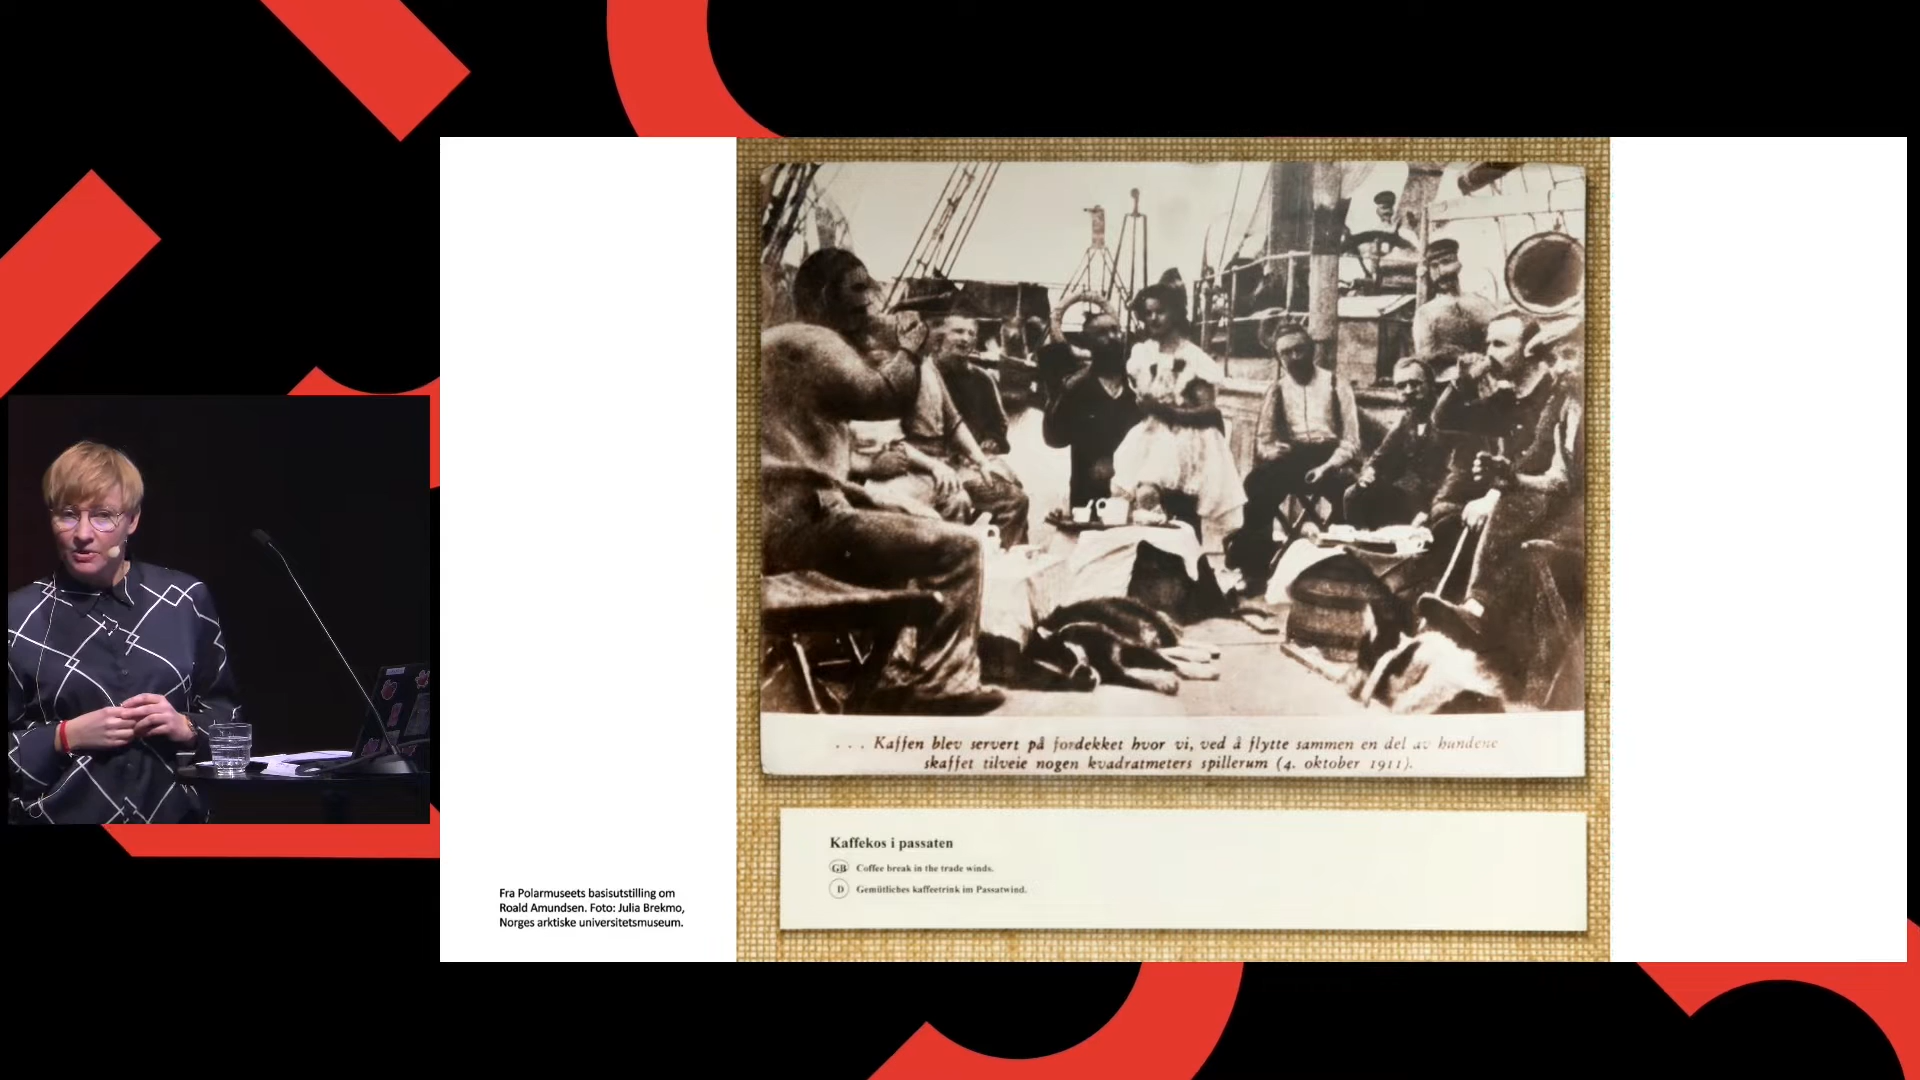 . . . Kaffen blev servert på fordekket hvor vi, ved å flytte sammen en del av hundene
skaffet tilveie nogen kvadratmeters spillerum (4. oktober 1911).
Kaffekos i passaten
GB Coffee break in the trade winds.
D Gemütliches kaffeetrink im Passatwind.
Fra Polarmuseets basisutstilling om
Roald Amundsen. Foto: Julia Brekmo,
Norges arktiske universitetsmuseum.